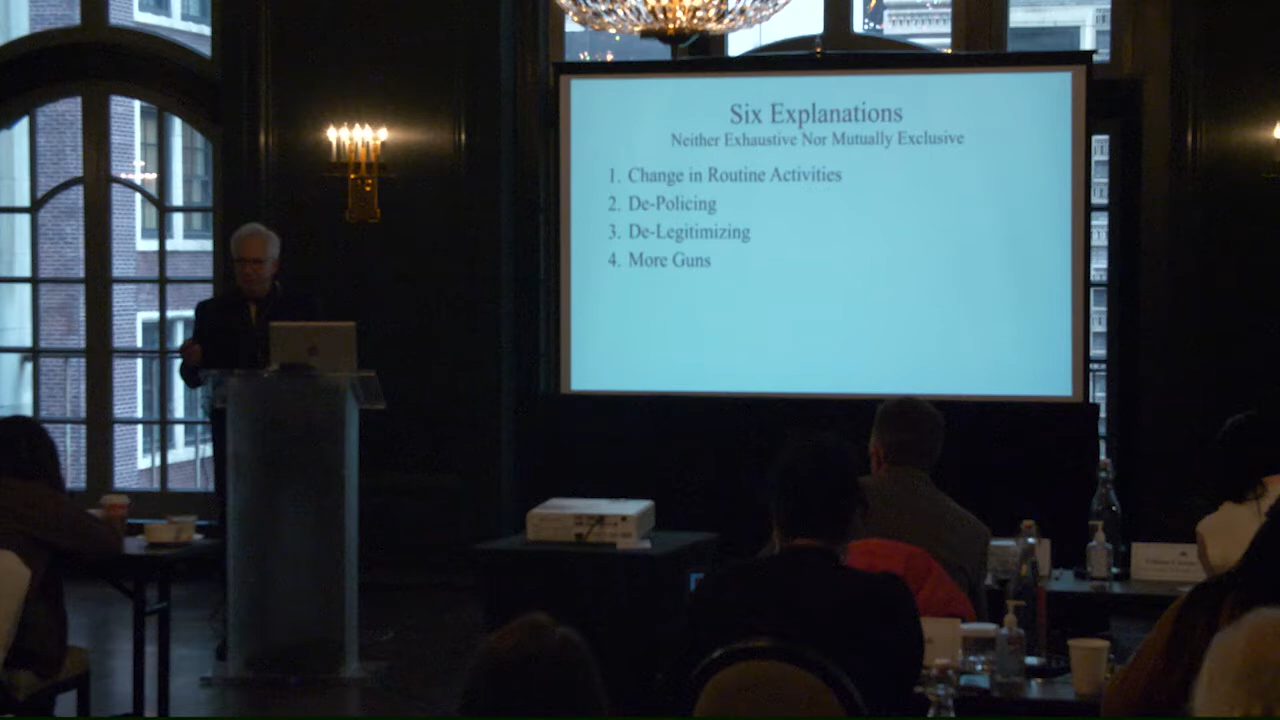 Six Explanations
Neither Exhaustive Nor Mutually Exclusive
1. Change in Routine Activities
2. De-Policing
3. De-Legitimizing
4. More Guns